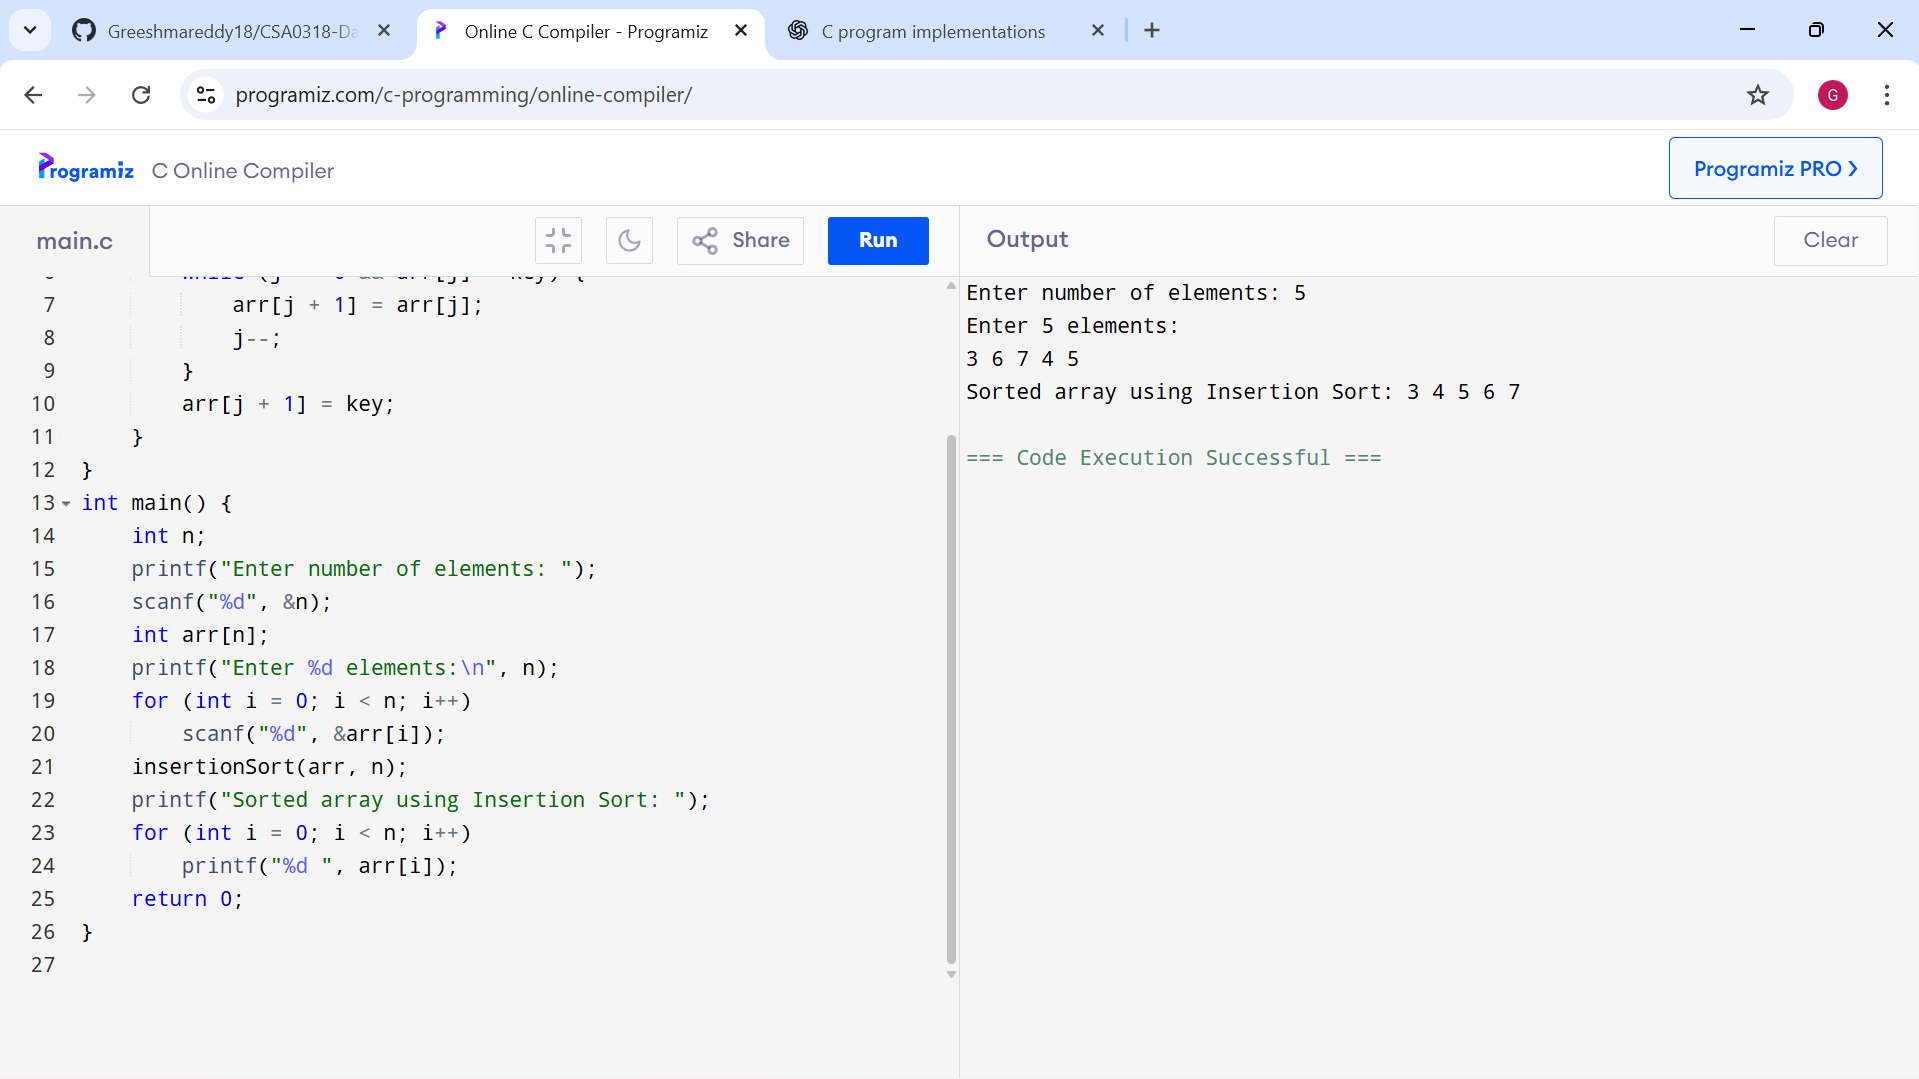 Greeshmareddy18/CSA0318-Da
Online C Compiler - Programiz
C program implementations
programiz.com/c-programming/online-compiler/
G
Programiz
C Online Compiler
Programiz PRO ❯
main.c
Share
Run
Output
Clear
7 arr[j + 1] = arr[j];
8 j--;
9 }
10 arr[j + 1] = key;
11 }
12 }
13 int main() {
14 int n;
15 printf("Enter number of elements: ");
16 scanf("%d", &n);
17 int arr[n];
18 printf("Enter %d elements:\n", n);
19 for (int i = 0; i < n; i++)
20 scanf("%d", &arr[i]);
21 insertionSort(arr, n);
22 printf("Sorted array using Insertion Sort: ");
23 for (int i = 0; i < n; i++)
24 printf("%d ", arr[i]);
25 return 0;
26 }
27
Enter number of elements: 5
Enter 5 elements:
3 6 7 4 5
Sorted array using Insertion Sort: 3 4 5 6 7
=== Code Execution Successful ===